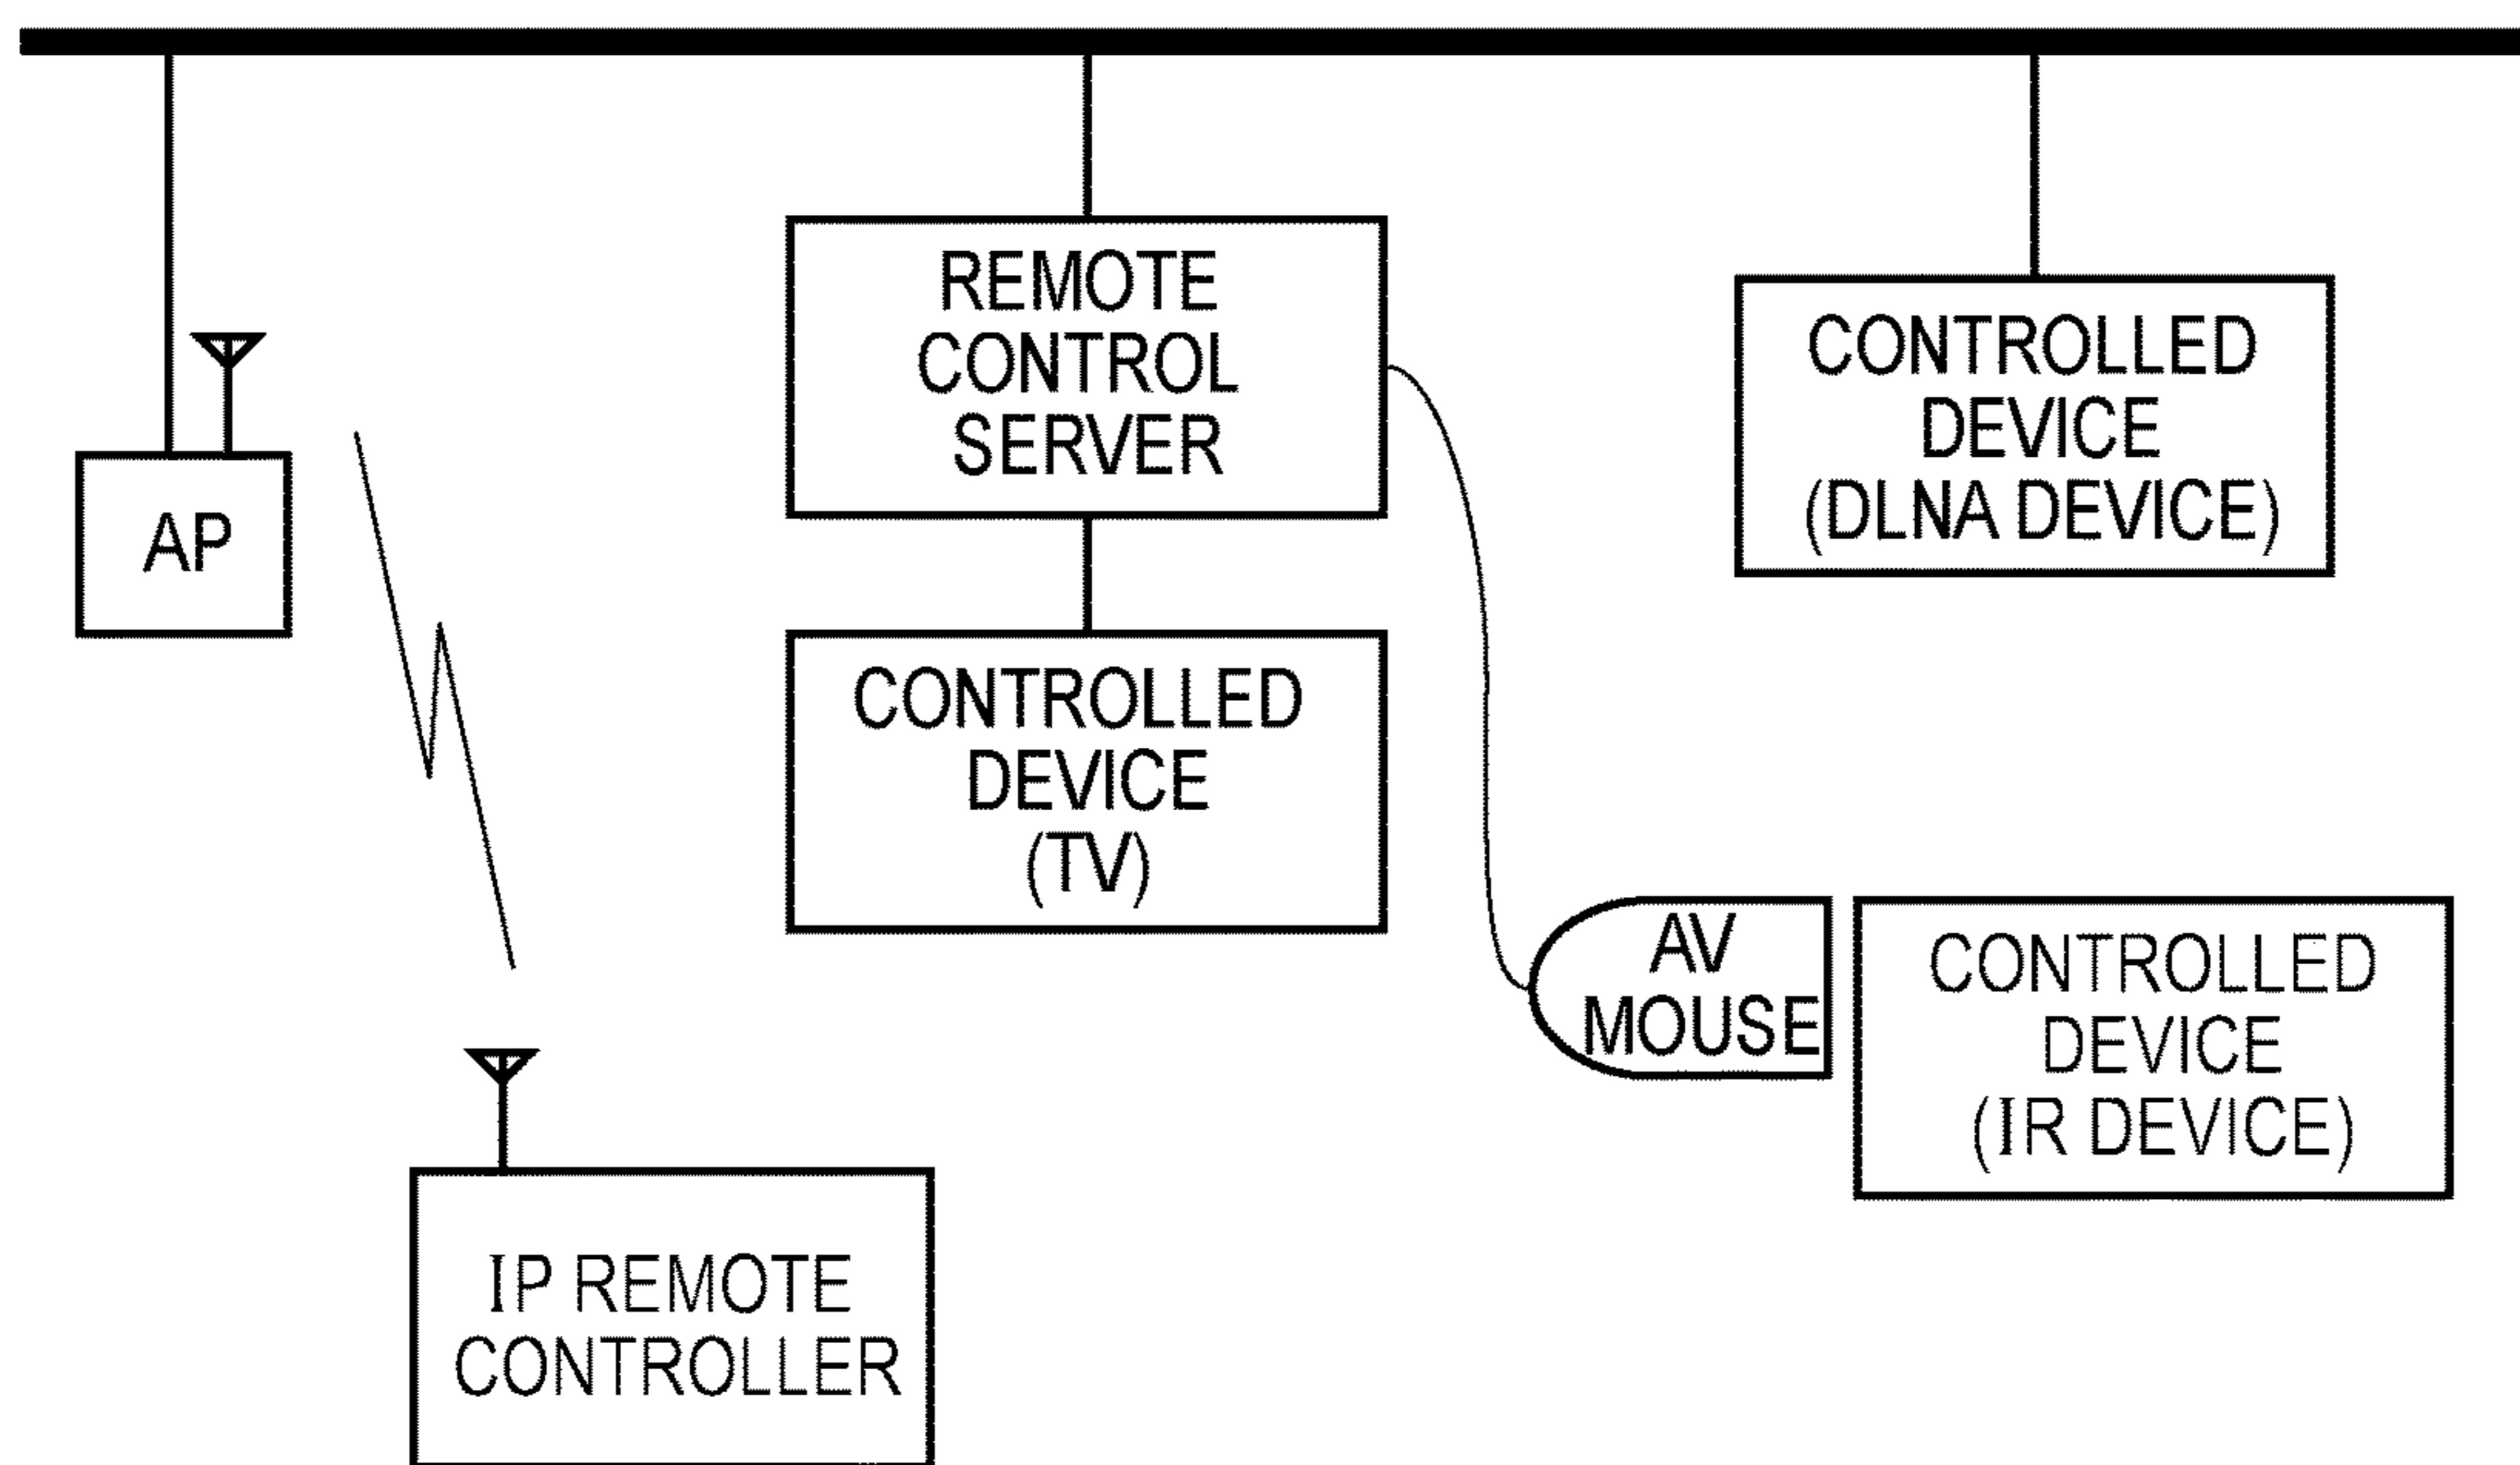 REMOTE
CONTROL
SERVER
CONTROLLED
DEVICE
(DLNA DEVICE)
AP
CONTROLLED
DEVICE
(TV)
AV
MOUSE
CONTROLLED
DEVICE
(IR DEVICE)
IP REMOTE
CONTROLLER